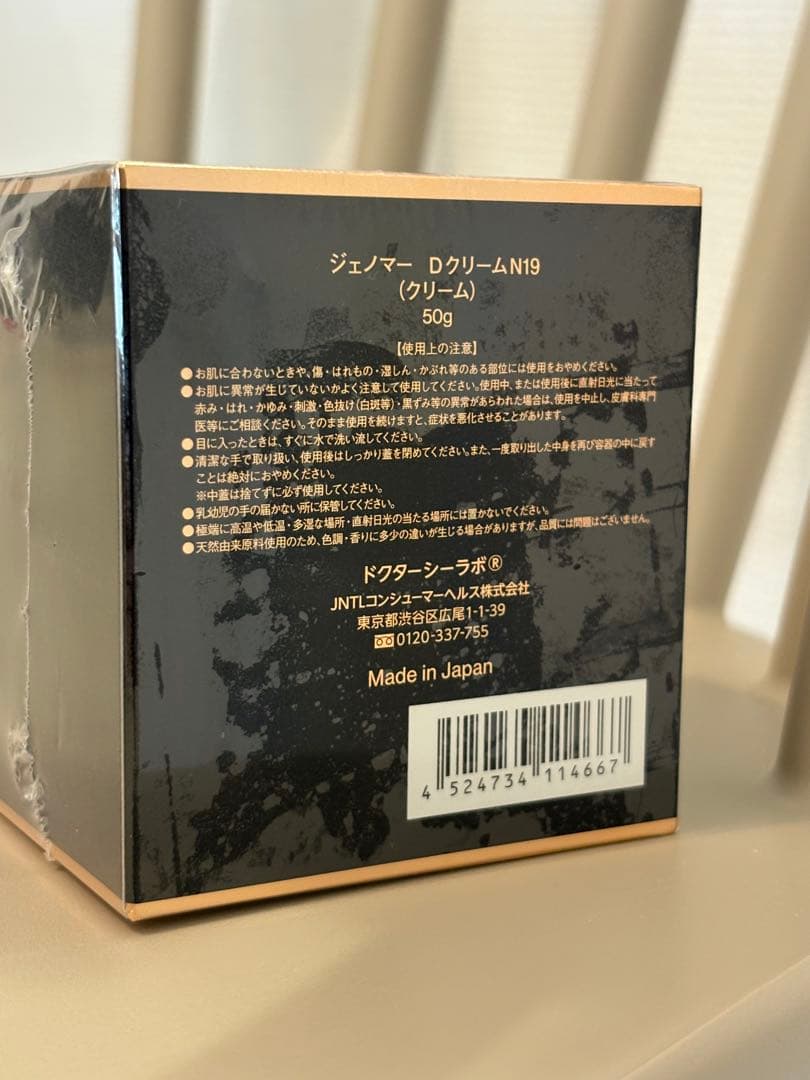 ジェノマー DクリームN19
(クリーム)
50g
【使用上の注意】
●お肌に合わないときや、傷・はれもの・湿しん・かぶれ等のある部位には使用をおやめください。
●お肌に異常が生じていないかよく注意して使用してください。使用中、または使用後に直射日光に当たって
赤み・はれ・かゆみ・刺激・色抜け(白斑等)・黒ずみ等の異常があらわれた場合は、使用を中止し、皮膚科専門
医等にご相談ください。そのまま使用を続けますと、症状を悪化させることがあります。
●目に入ったときは、すぐに水で洗い流してください。
●清潔な手で取り扱い、使用後はしっかり蓋を閉めてください。また、一度取り出した中身を再び容器の中に戻す
ことは絶対におやめください。
※中蓋は捨てずに必ず使用してください。
●乳幼児の手の届かない所に保管してください。
●極端に高温や低温・多湿な場所・直射日光の当たる場所には置かないでください。
●天然由来原料使用のため、色調・香りに多少の違いが生じる場合がありますが、品質には問題はございません。
ドクターシーラボ®
JNTLコンシューマーヘルス株式会社
東京都渋谷区広尾1-1-39
0120-337-755
Made in Japan
4 524734 114667